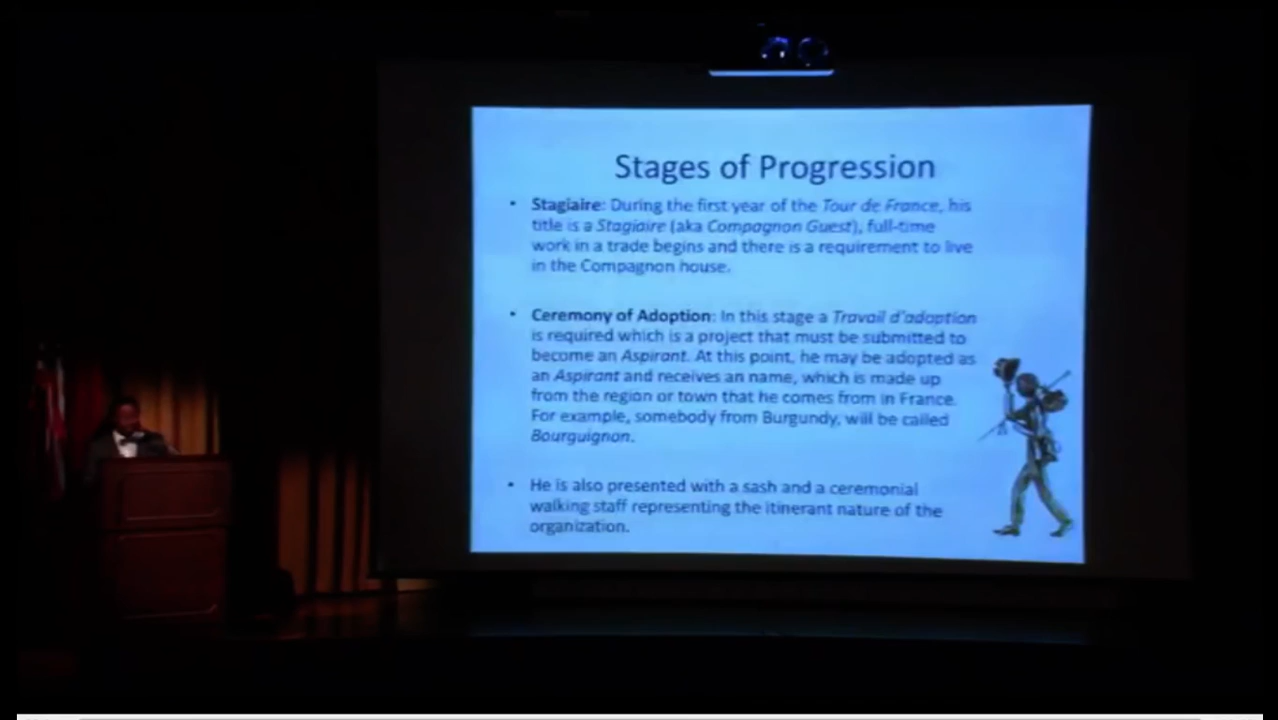 Stages of Progression
• Stagiaire: During the first year of the Tour de France, his
title is a Stagiaire (aka Compagnon Guest), full-time
work in a trade begins and there is a requirement to live
in the Compagnon house.
• Ceremony of Adoption: In this stage a Travail d'adoption
is required which is a project that must be submitted to
become an Aspirant. At this point, he may be adopted as
an Aspirant and receives an name, which is made up
from the region or town that he comes from in France.
For example, somebody from Burgundy, will be called
Bourguignon.
• He is also presented with a sash and a ceremonial
walking staff representing the itinerant nature of the
organization.